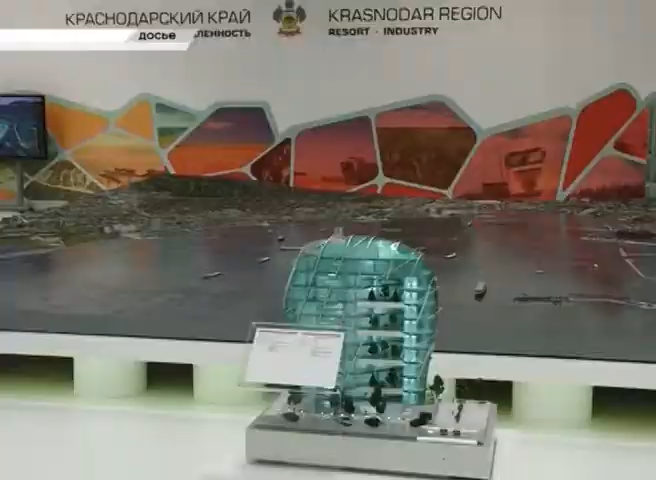 КРАСНОДАРСКИЙ КРАЙ
досье
ЛЕННОСТЬ
KRASNODAR REGION
RESORT · INDUSTRY